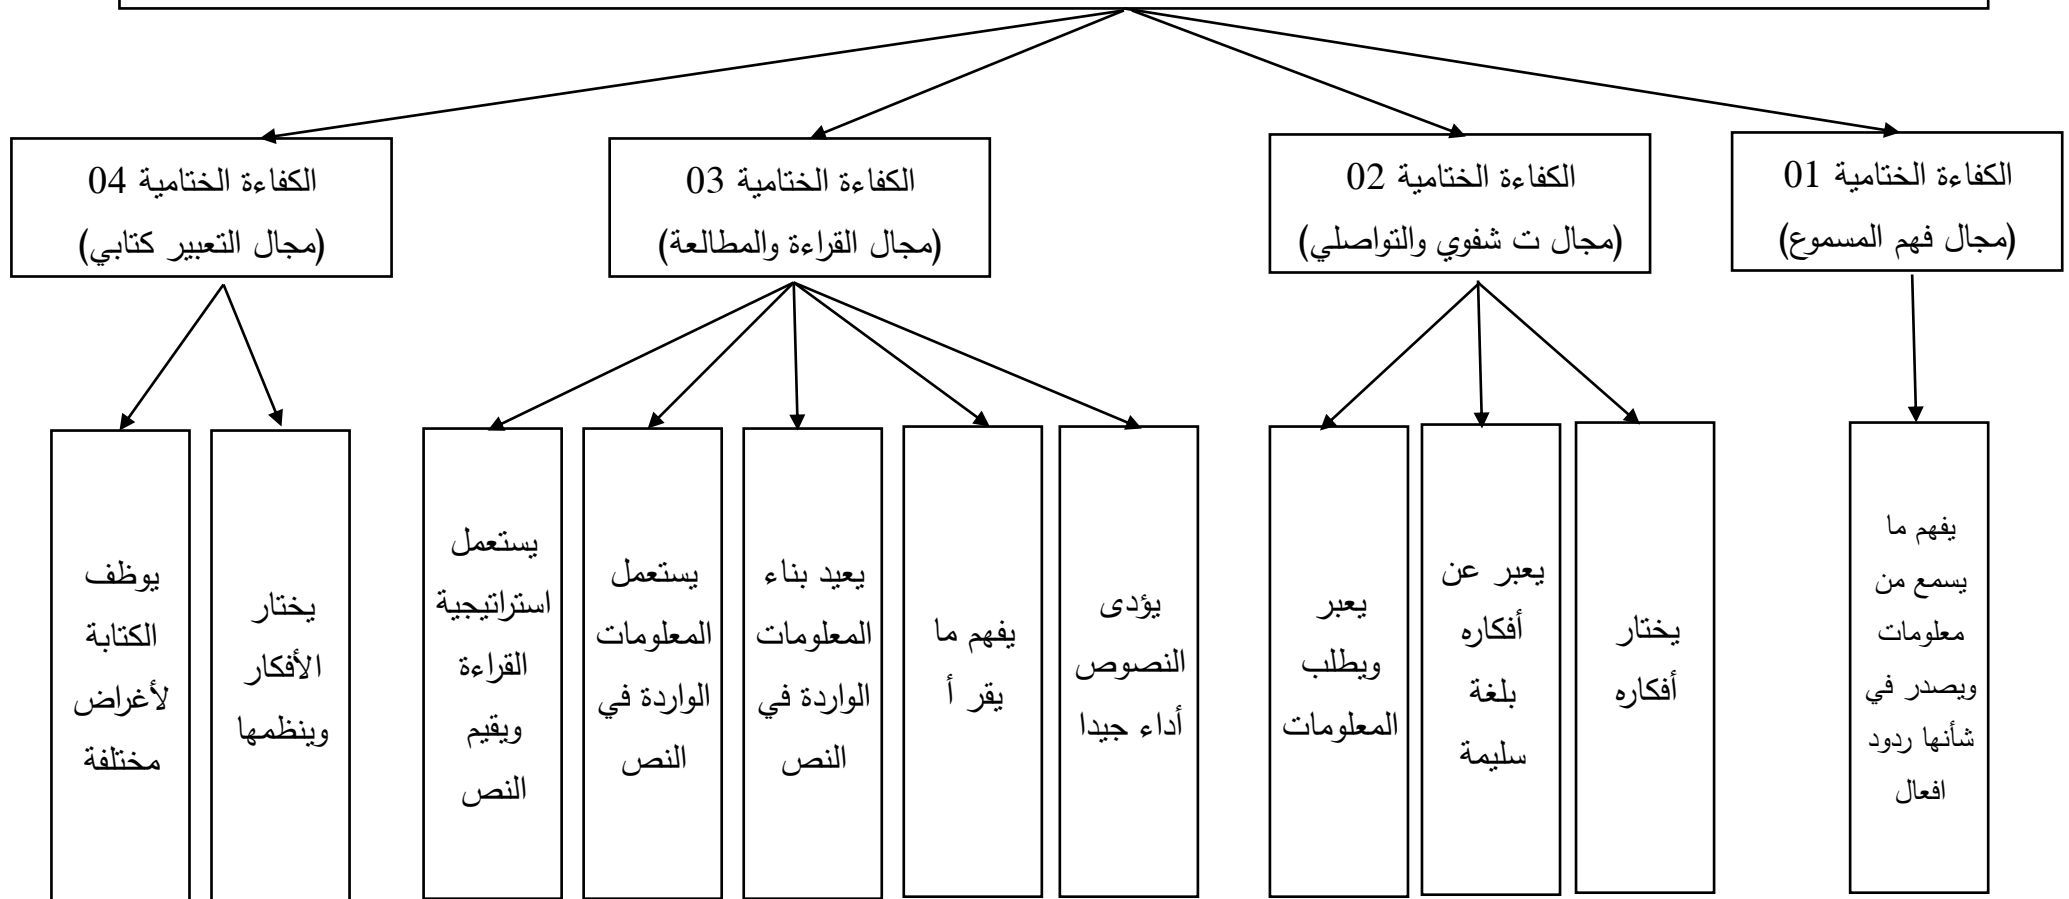 الكفاءة الختامية 01
(مجال فهم المسموع)
الكفاءة الختامية 02
(مجال ت شفوي والتواصلي)
الكفاءة الختامية 03
(مجال القراءة والمطالعة)
الكفاءة الختامية 04
(مجال التعبير كتابي)
يفهم ما
يسمع من
معلومات
ويصدر في
شأنها ردود
افعال
يختار
أفكاره
يعبر عن
أفكاره
بلغة
سليمة
يعبر
ويطلب
المعلومات
يؤدى
النصوص
أداء جيدا
يفهم ما
يقر أ
يعيد بناء
المعلومات
الواردة في
النص
يستعمل
المعلومات
الواردة في
النص
يستعمل
استراتيجية
القراءة
ويقيم
النص
يختار
الأفكار
وينظمها
يوظف
الكتابة
لأغراض
مختلفة